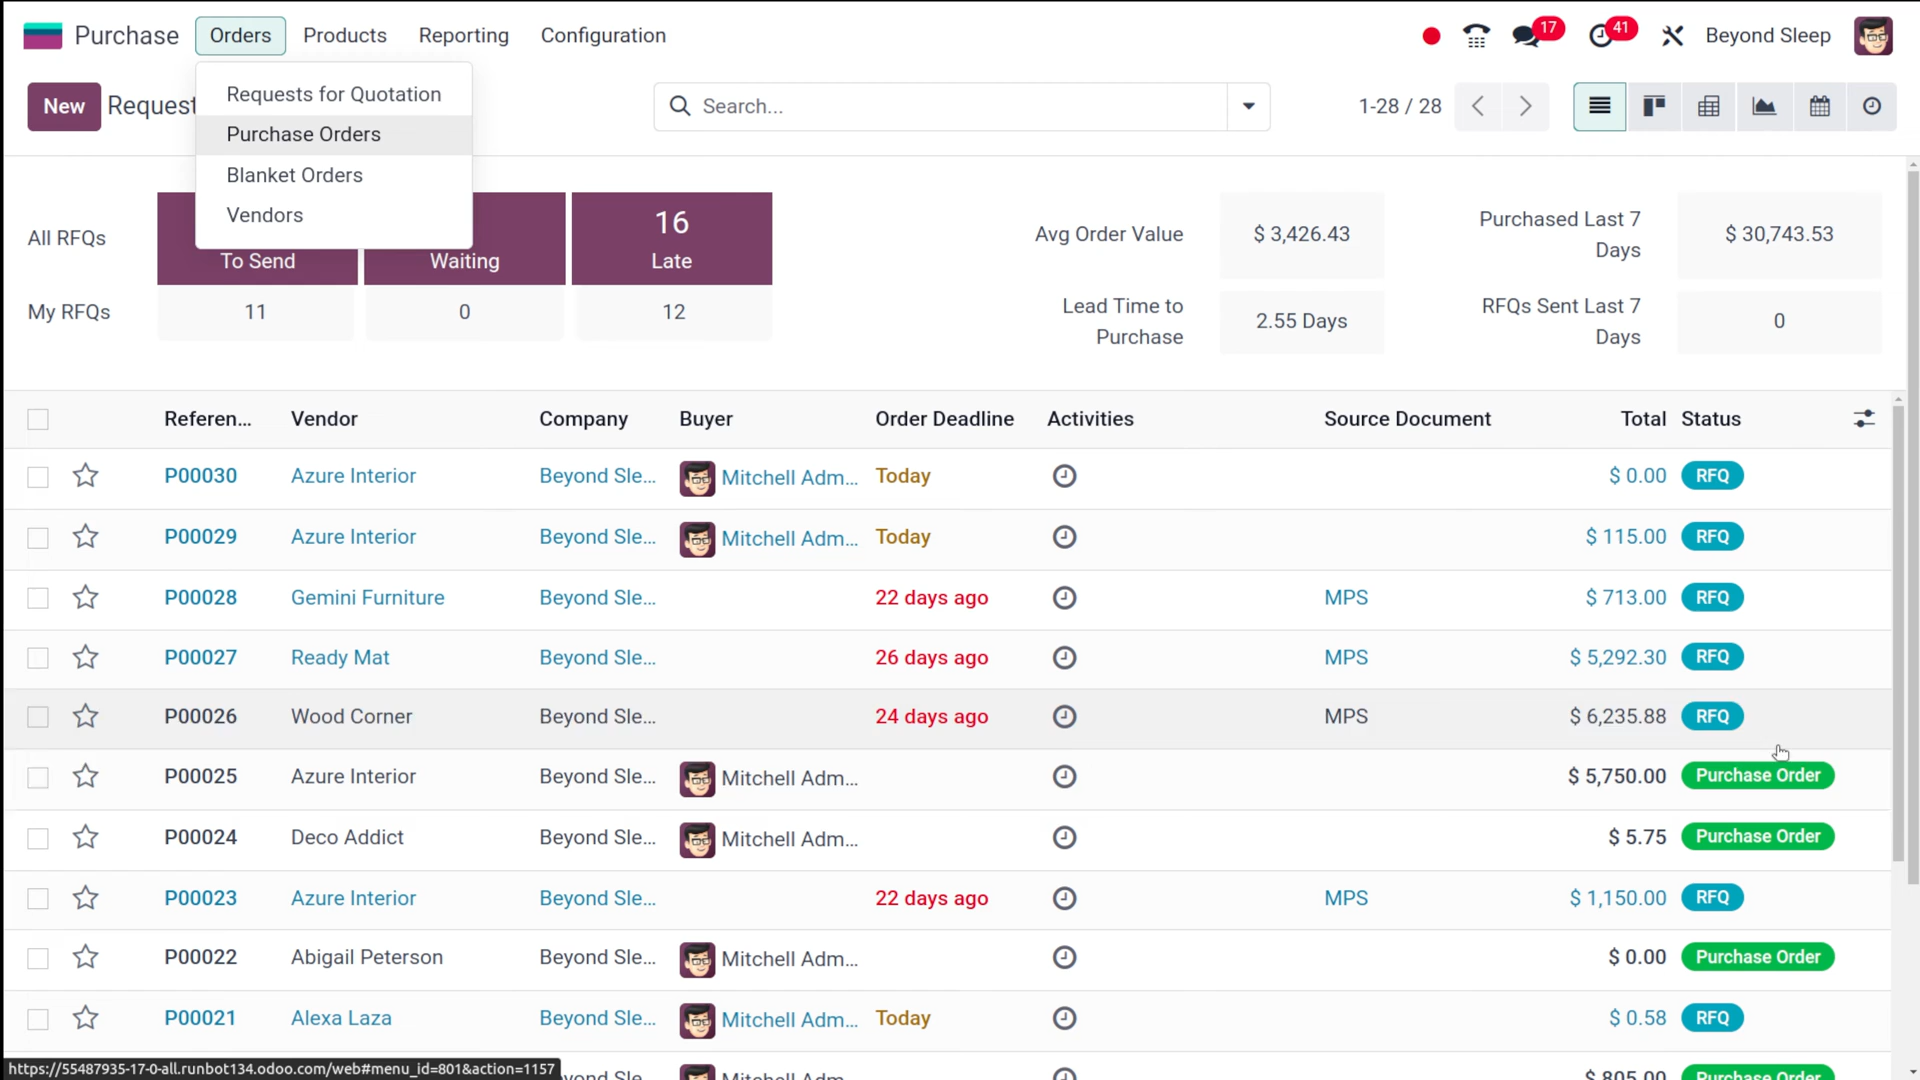 Purchase Orders Products Reporting Configuration 17 41 Beyond Sleep
New Request Search... 1-28 / 28
Requests for Quotation
Purchase Orders
Blanket Orders
Vendors
All RFQs To Send Waiting 16 Late
My RFQs 11 0 12
Avg Order Value $ 3,426.43
Purchased Last 7 Days $ 30,743.53
Lead Time to Purchase 2.55 Days
RFQs Sent Last 7 Days 0
Referen... Vendor Company Buyer Order Deadline Activities Source Document Total Status
P00030 Azure Interior Beyond Sle... Mitchell Adm... Today $ 0.00 RFQ
P00029 Azure Interior Beyond Sle... Mitchell Adm... Today $ 115.00 RFQ
P00028 Gemini Furniture Beyond Sle... 22 days ago MPS $ 713.00 RFQ
P00027 Ready Mat Beyond Sle... 26 days ago MPS $ 5,292.30 RFQ
P00026 Wood Corner Beyond Sle... 24 days ago MPS $ 6,235.88 RFQ
P00025 Azure Interior Beyond Sle... Mitchell Adm... $ 5,750.00 Purchase Order
P00024 Deco Addict Beyond Sle... Mitchell Adm... $ 5.75 Purchase Order
P00023 Azure Interior Beyond Sle... 22 days ago MPS $ 1,150.00 RFQ
P00022 Abigail Peterson Beyond Sle... Mitchell Adm... $ 0.00 Purchase Order
P00021 Alexa Laza Beyond Sle... Mitchell Adm... Today $ 0.58 RFQ
Mitchell Adm... $ 805.00 Purchase Order
https://55487935-17-0-all.runbot134.odoo.com/web#menu_id=801&action=1157